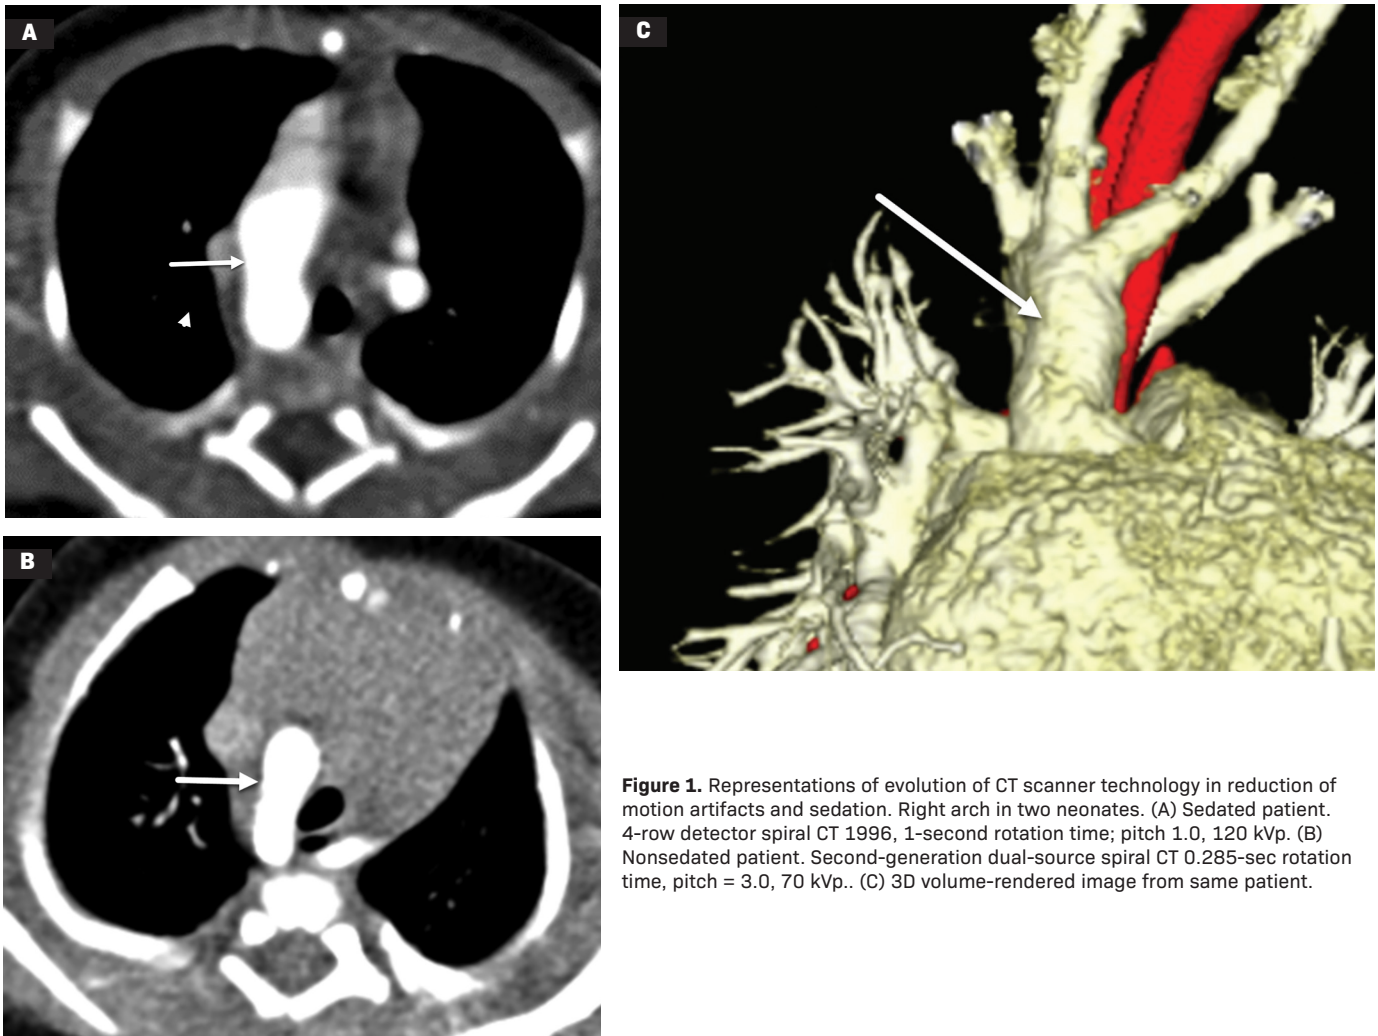 A
C
B
Figure 1. Representations of evolution of CT scanner technology in reduction of
motion artifacts and sedation. Right arch in two neonates. (A) Sedated patient.
4-row detector spiral CT 1996, 1-second rotation time; pitch 1.0, 120 kVp. (B)
Nonsedated patient. Second-generation dual-source spiral CT 0.285-sec rotation
time, pitch = 3.0, 70 kVp.. (C) 3D volume-rendered image from same patient.